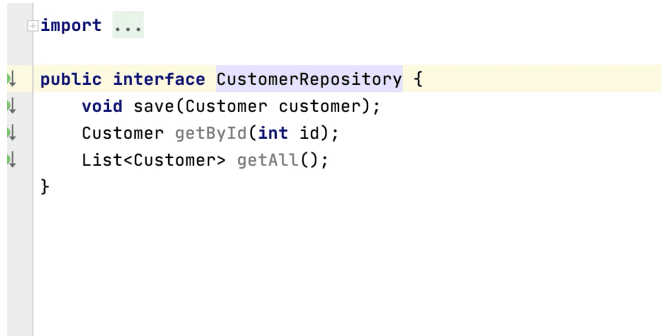 import ...
public interface CustomerRepository {
void save(Customer customer);
Customer getById(int id);
List<Customer> getAll();
}